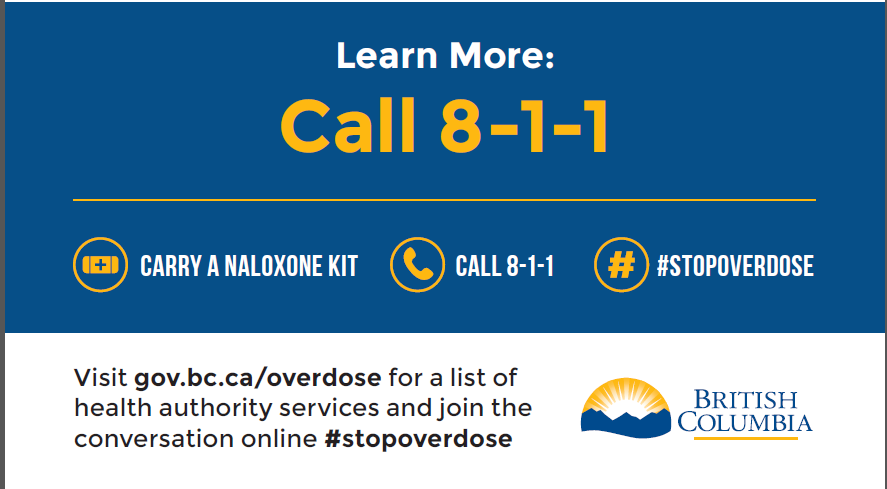 Learn More:
Call 8-1-1
CARRY A NALOXONE KIT
CALL 8-1-1
#STOPOVERDOSE
Visit gov.bc.ca/overdose for a list of
health authority services and join the
conversation online #stopoverdose
BRITISH
COLUMBIA